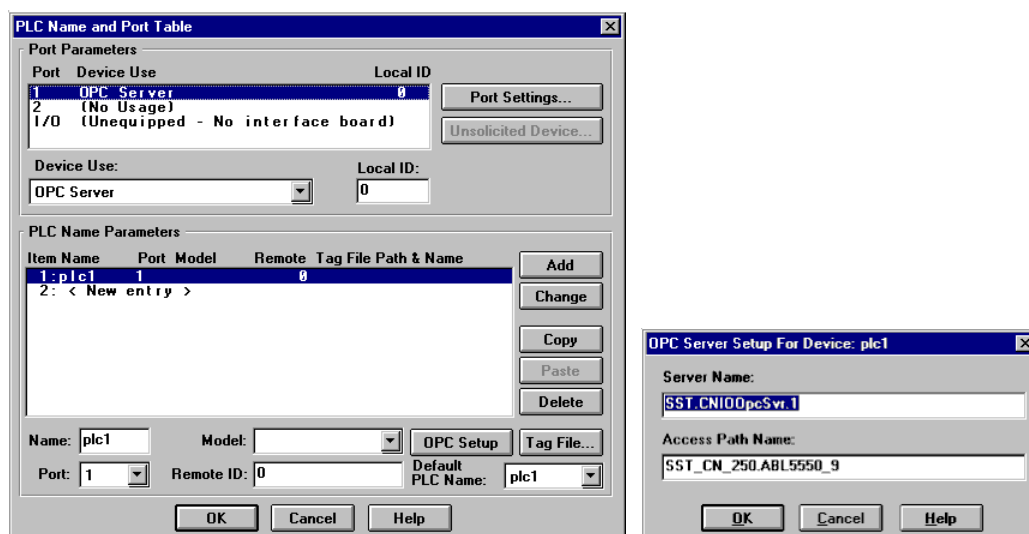 PLC Name and Port Table
Port Parameters
Port Device Use Local ID
1 OPC Server 0
2 (No Usage)
I/O (Unequipped - No interface board)
Port Settings...
Unsolicited Device...
Device Use:
Local ID:
OPC Server
0
PLC Name Parameters
Item Name Port Model Remote Tag File Path & Name
1:plc1 1 0
2: < New entry >
Add
Change
Copy
Paste
Delete
Name: plc1 Model: OPC Setup Tag File...
Port: 1 Remote ID: 0 Default PLC Name: plc1
OK Cancel Help
OPC Server Setup For Device: plc1
Server Name:
SST.CNIOOpcSvr.1
Access Path Name:
SST_CN_250.ABL5550_9
OK Cancel Help